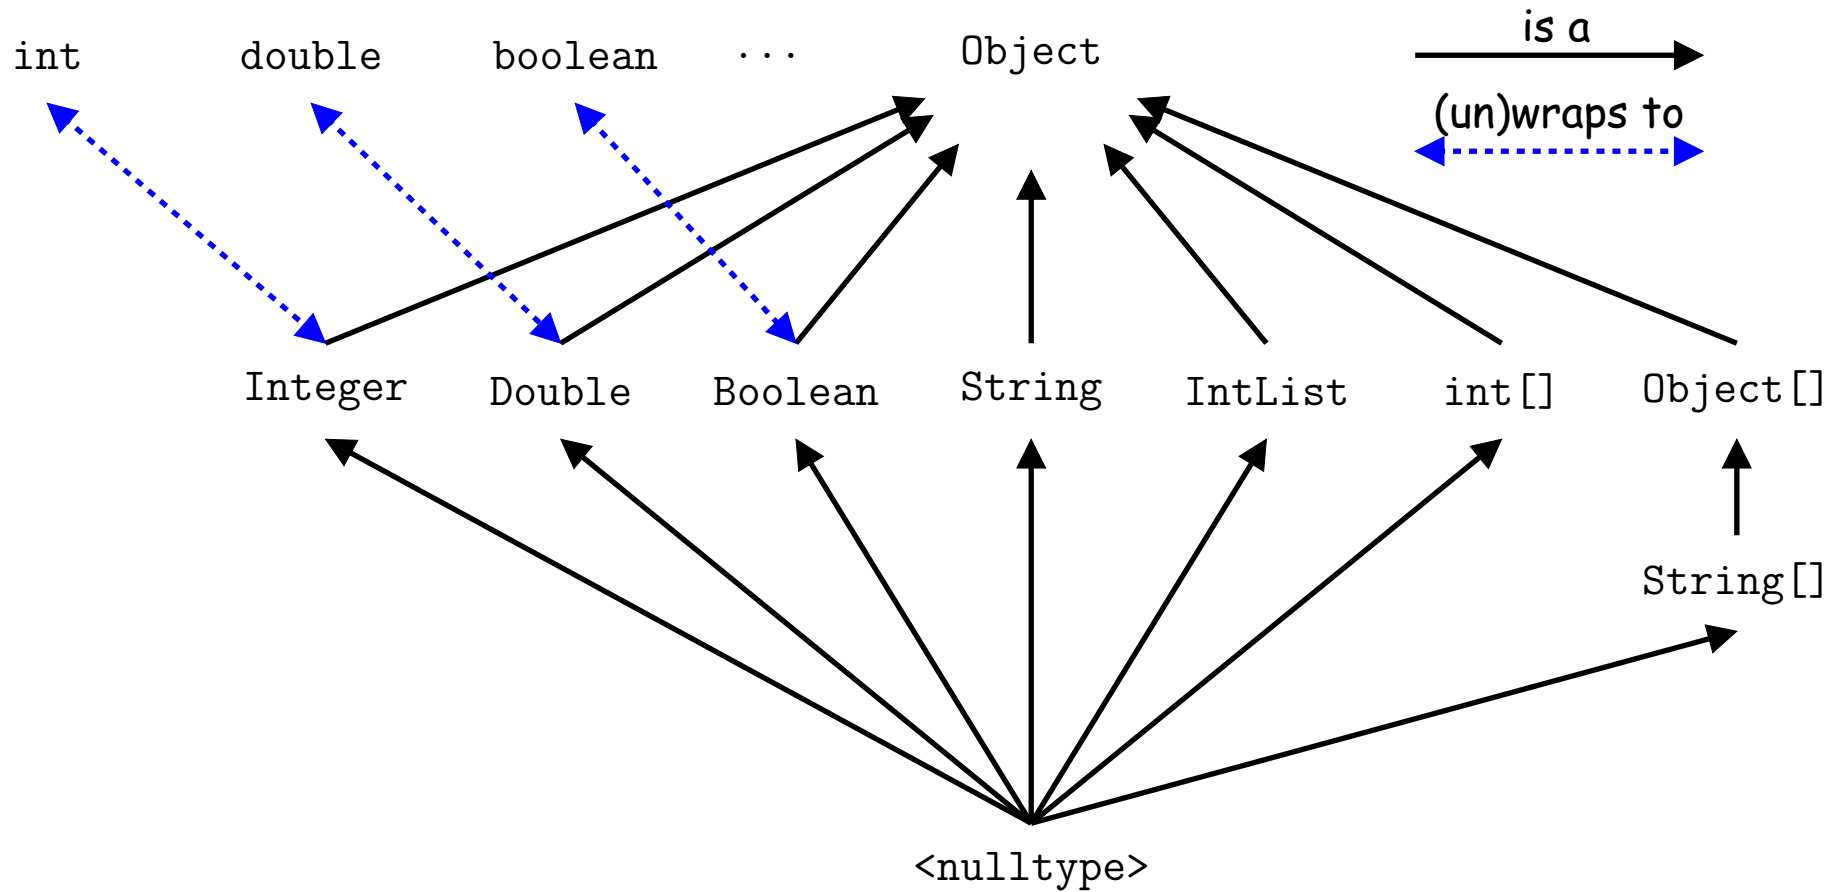 int double boolean ··· Object
is a
(un)wraps to
Integer Double Boolean String IntList int[] Object[]
String[]
<nulltype>